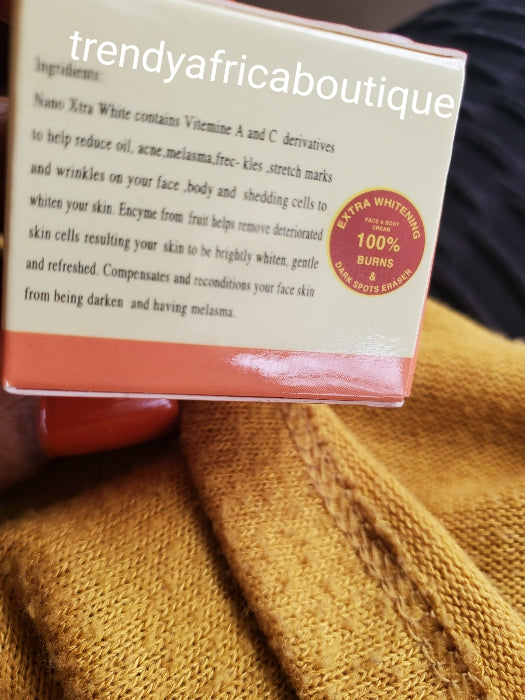 trendyafricaboutique
Ingridients:
Nano Xtra White contains Vitemine A and C derivatives
to help reduce oil, acne,melasma,frec- kles ,stretch marks
and wrinkles on your face ,body and shedding cells to
whiten your skin. Encyme from fruit helps remove deteriorated
skin cells resulting your skin to be brightly whiten, gentle
and refreshed. Compensates and reconditions your face skin
from being darken and having melasma.
EXTRA WHITENING
FACE & BODY
CREAM
100%
BURNS
&
DARK SPOTS ERASER